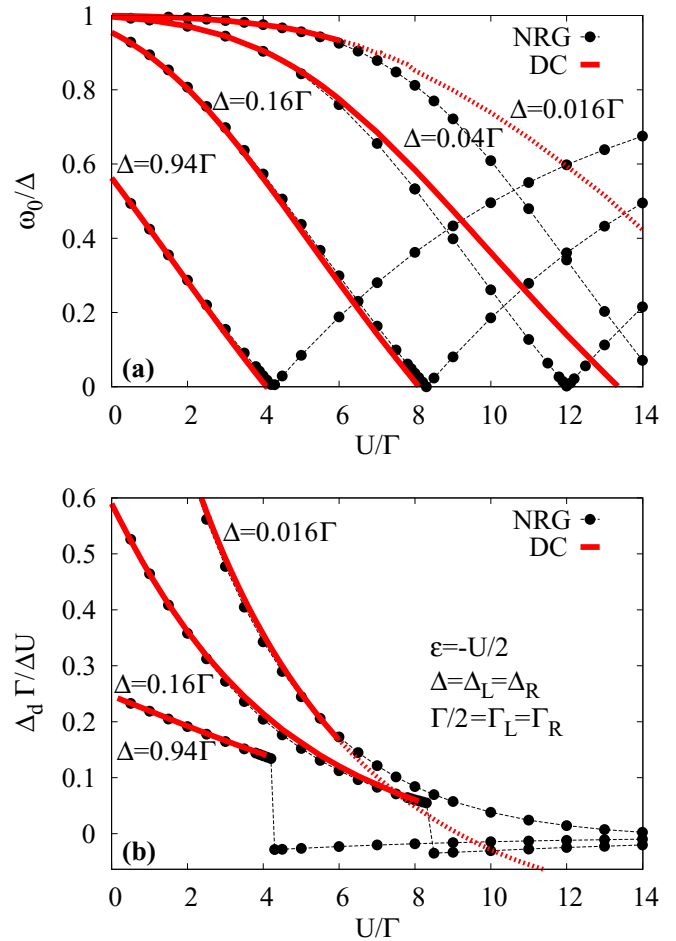 1
0.8
0.6
0.4
0.2
0
ω₀/Δ
NRG
DC
Δ=0.016Γ
Δ=0.16Γ
Δ=0.04Γ
Δ=0.94Γ
(a)
0 2 4 6 8 10 12 14
U/Γ
0.6
0.5
0.4
0.3
0.2
0.1
0
Δ_d Γ/ΔU
NRG
DC
Δ=0.016Γ
ε=-U/2
Δ=Δ_L=Δ_R
Γ/2=Γ_L=Γ_R
Δ=0.16Γ
Δ=0.94Γ
(b)
0 2 4 6 8 10 12 14
U/Γ